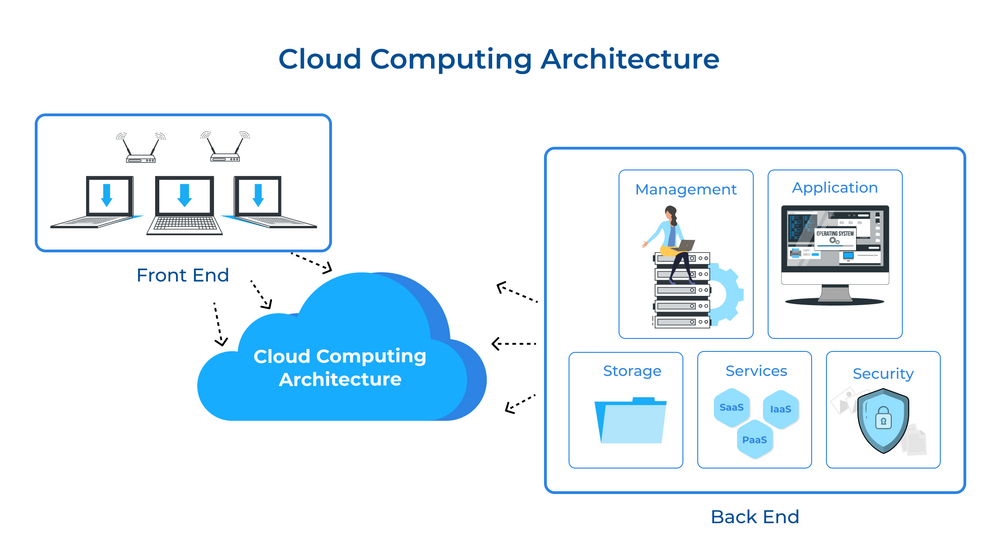 Cloud Computing Architecture
Front End
Cloud Computing
Architecture
Management
Application
OPERATING SYSTEM
Storage
Services
SaaS
IaaS
PaaS
Security
Back End